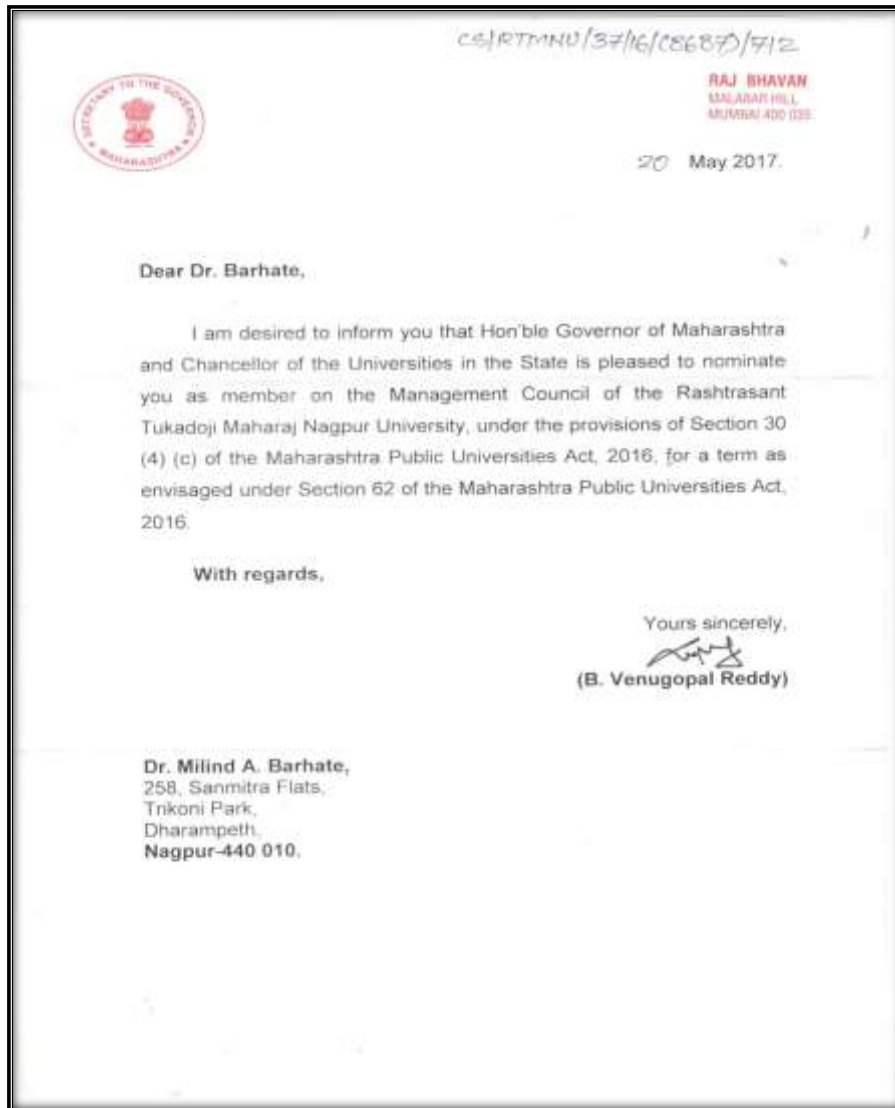 CS/RTMNU/37/16/(8687)/712
RAJ BHAVAN
MALABAR HILL
MUMBAI 400 035
SECRETARY TO THE GOVERNOR
MAHARASHTRA
20 May 2017.
Dear Dr. Barhate,
I am desired to inform you that Hon'ble Governor of Maharashtra
and Chancellor of the Universities in the State is pleased to nominate
you as member on the Management Council of the Rashtrasant
Tukadoji Maharaj Nagpur University, under the provisions of Section 30
(4) (c) of the Maharashtra Public Universities Act, 2016, for a term as
envisaged under Section 62 of the Maharashtra Public Universities Act,
2016.
With regards,
Yours sincerely,
(B. Venugopal Reddy)
Dr. Milind A. Barhate,
258, Sanmitra Flats,
Trikoni Park,
Dharampeth,
Nagpur-440 010.